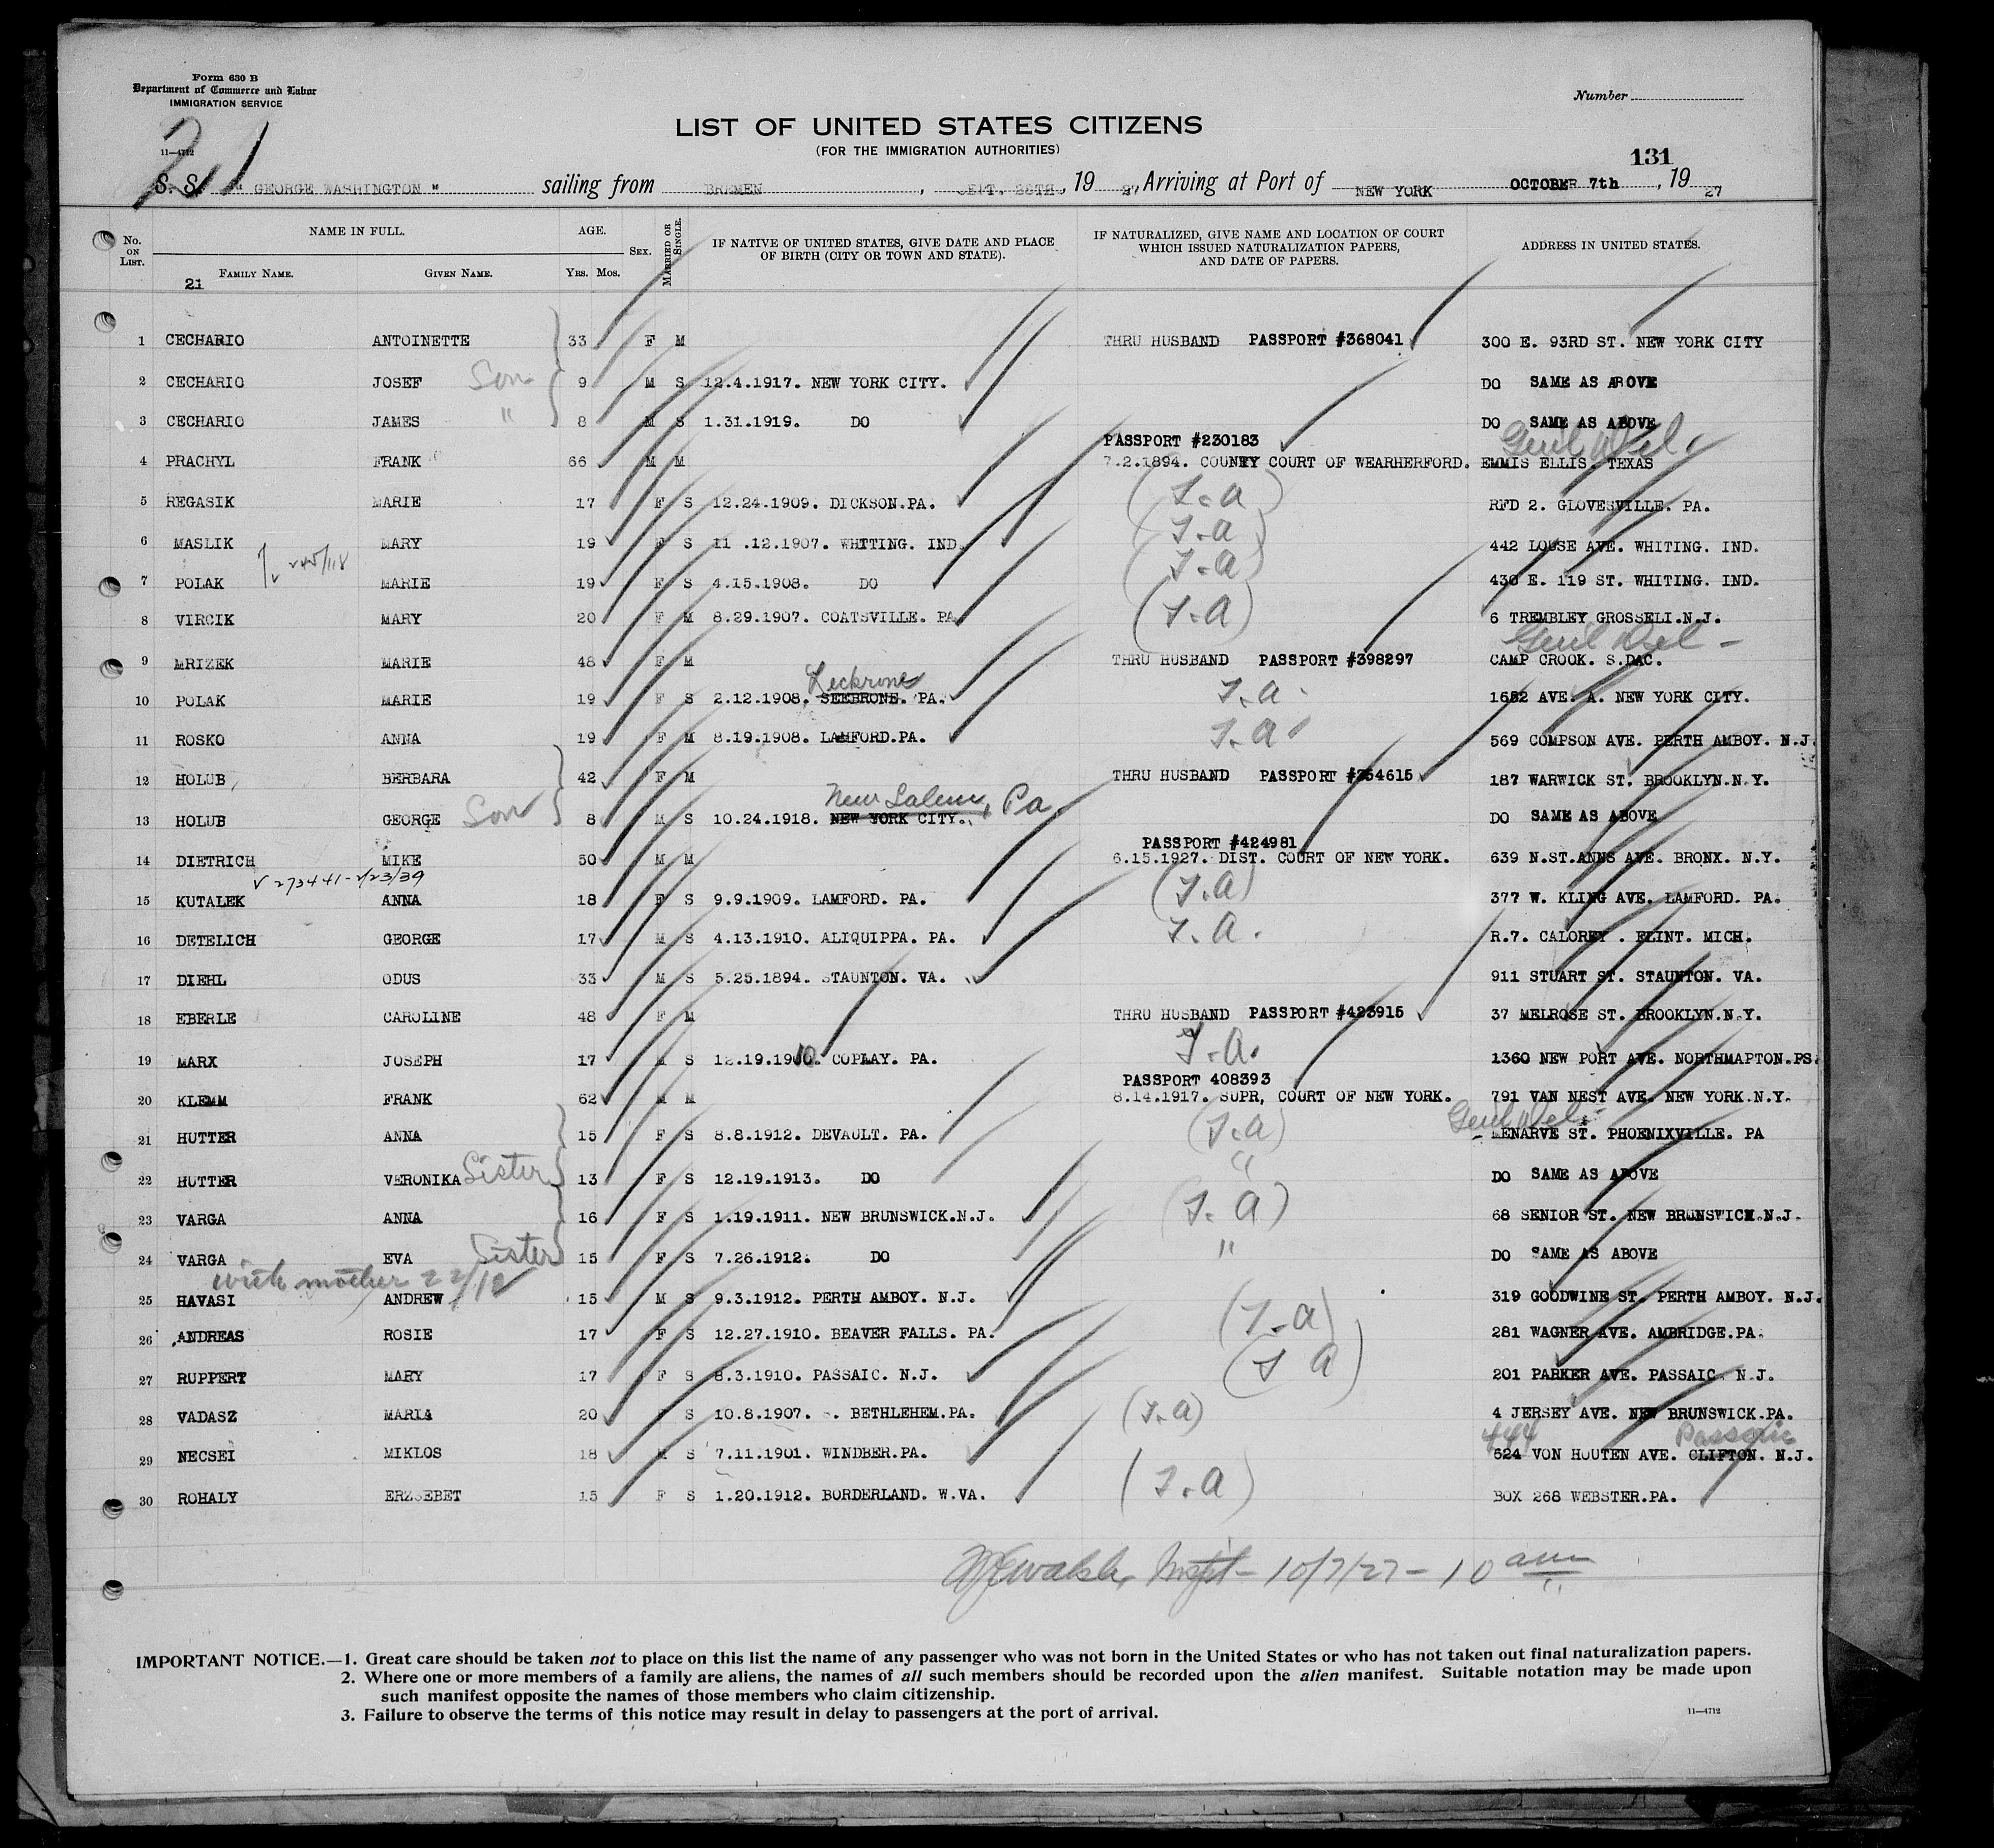 Form 630 B
Department of Commerce and Labor
IMMIGRATION SERVICE
Number
LIST OF UNITED STATES CITIZENS
(FOR THE IMMIGRATION AUTHORITIES)
11—4712
131
S. S. " GEORGE WASHINGTON " sailing from BREMEN, SEPT. 28TH, 1927, Arriving at Port of NEW YORK OCTOBER 7th, 1927
No. ON LIST. NAME IN FULL. AGE. SEX. MARRIED OR SINGLE. IF NATIVE OF UNITED STATES, GIVE DATE AND PLACE OF BIRTH (CITY OR TOWN AND STATE). IF NATURALIZED, GIVE NAME AND LOCATION OF COURT WHICH ISSUED NATURALIZATION PAPERS, AND DATE OF PAPERS. ADDRESS IN UNITED STATES.
21 FAMILY NAME. GIVEN NAME. YRS. MOS.
1 CECHARIO ANTOINETTE 33 F M THRU HUSBAND PASSPORT #368041 300 E. 93RD ST. NEW YORK CITY
2 CECHARIO JOSEF Son 9 M S 12.4.1917. NEW YORK CITY. DO SAME AS ABOVE
3 CECHARIO JAMES " 8 M S 1.31.1919. DO DO SAME AS ABOVE
PASSPORT #230183
4 PRACHYL FRANK 66 M M 7.2.1894. COUNTY COURT OF WEARHERFORD. EMMIS ELLIS. TEXAS
5 REGASIK MARIE 17 F S 12.24.1909. DICKSON.PA. RFD 2. GLOVESVILLE. PA.
6 MASLIK MARY 19 F S 11 .12.1907. WHTTING. IND. 442 LOUSE AVE. WHITING. IND.
7 POLAK MARIE 19 F S 4.15.1908. DO 430 E. 119 ST. WHITING. IND.
8 VIRCIK MARY 20 F M 8.29.1907. COATSVILLE. PA 6 TREMBLEY GROSSELI.N.J.
9 MRIZEK MARIE 48 F M THRU HUSBAND PASSPORT #398297 CAMP CROOK. S.DAC.
Leckrone
10 POLAK MARIE 19 F S 2.12.1908. SEEBRONE. PA. 1652 AVE. A. NEW YORK CITY.
11 ROSKO ANNA 19 F M 8.19.1908. LAMFORD.PA. 569 COMPSON AVE. PERTH AMBOY. N.J.
12 HOLUB BERBARA 42 F M THRU HUSBAND PASSPORT #354615 187 WARWICK ST. BROOKLYN.N.Y.
New Salem, Pa
13 HOLUB GEORGE Son 8 M S 10.24.1918. NEW YORK CITY. DO SAME AS ABOVE
PASSPORT #424981
14 DIETRICH MIKE 50 M M 6.15.1927. DIST. COURT OF NEW YORK. 639 N.ST.ANNS AVE. BRONX. N.Y.
15 KUTALEK ANNA 18 F S 9.9.1909. LAMFORD. PA. 377 W. KLING AVE. LAMFORD. PA.
16 DETELICH GEORGE 17 M S 4.13.1910. ALIQUIPPA. PA. R.7. CALOREY . FLINT. MICH.
17 DIEHL ODUS 33 M S 5.25.1894. STAUNTON. VA. 911 STUART ST. STAUNTON. VA.
18 EBERLE CAROLINE 48 F M THRU HUSBAND PASSPORT #423915 37 MELROSE ST. BROOKLYN.N.Y.
19 MARX JOSEPH 17 M S 12.19.1910. COPLAY. PA. 1360 NEW PORT AVE. NORTHMAPTON.PS.
PASSPORT 408393
20 KLEMM FRANK 62 M M 8.14.1917. SUPR, COURT OF NEW YORK. 791 VAN NEST AVE. NEW YORK.N.Y.
21 HUTTER ANNA 15 F S 8.8.1912. DEVAULT. PA. LENARVE ST. PHOENIXVILLE. PA
22 HUTTER VERONIKA Sister 13 F S 12.19.1913. DO " DO SAME AS ABOVE
23 VARGA ANNA 16 F S 1.19.1911. NEW BRUNSWICK.N.J. 68 SENIOR ST. NEW BRUNSWICK.N.J.
24 VARGA EVA Sister 15 F S 7.26.1912. DO " DO SAME AS ABOVE
with mother 22/12
25 HAVASI ANDREW 15 M S 9.3.1912. PERTH AMBOY. N.J. 319 GOODWINE ST. PERTH AMBOY. N.J.
26 ANDREAS ROSIE 17 F S 12.27.1910. BEAVER FALLS. PA. 281 WAGNER AVE. AMBRIDGE.PA.
27 RUPPERT MARY 17 F S 8.3.1910. PASSAIC. N.J. 201 PARKER AVE. PASSAIC. N.J.
28 VADASZ MARIA 20 F S 10.8.1907. S. BETHLEHEM.PA. 4 JERSEY AVE. NEW BRUNSWICK.PA.
444 Passaic
29 NECSEI MIKLOS 18 M S 7.11.1901. WINDBER.PA. 524 VON HOUTEN AVE. CLIFTON. N.J.
30 ROHALY ERZSEBET 15 F S 1.20.1912. BORDERLAND. W.VA. BOX 268 WEBSTER.PA.
10/7/27 - 10 am
IMPORTANT NOTICE.—1. Great care should be taken not to place on this list the name of any passenger who was not born in the United States or who has not taken out final naturalization papers.
2. Where one or more members of a family are aliens, the names of all such members should be recorded upon the alien manifest. Suitable notation may be made upon
such manifest opposite the names of those members who claim citizenship.
3. Failure to observe the terms of this notice may result in delay to passengers at the port of arrival.
11—4712